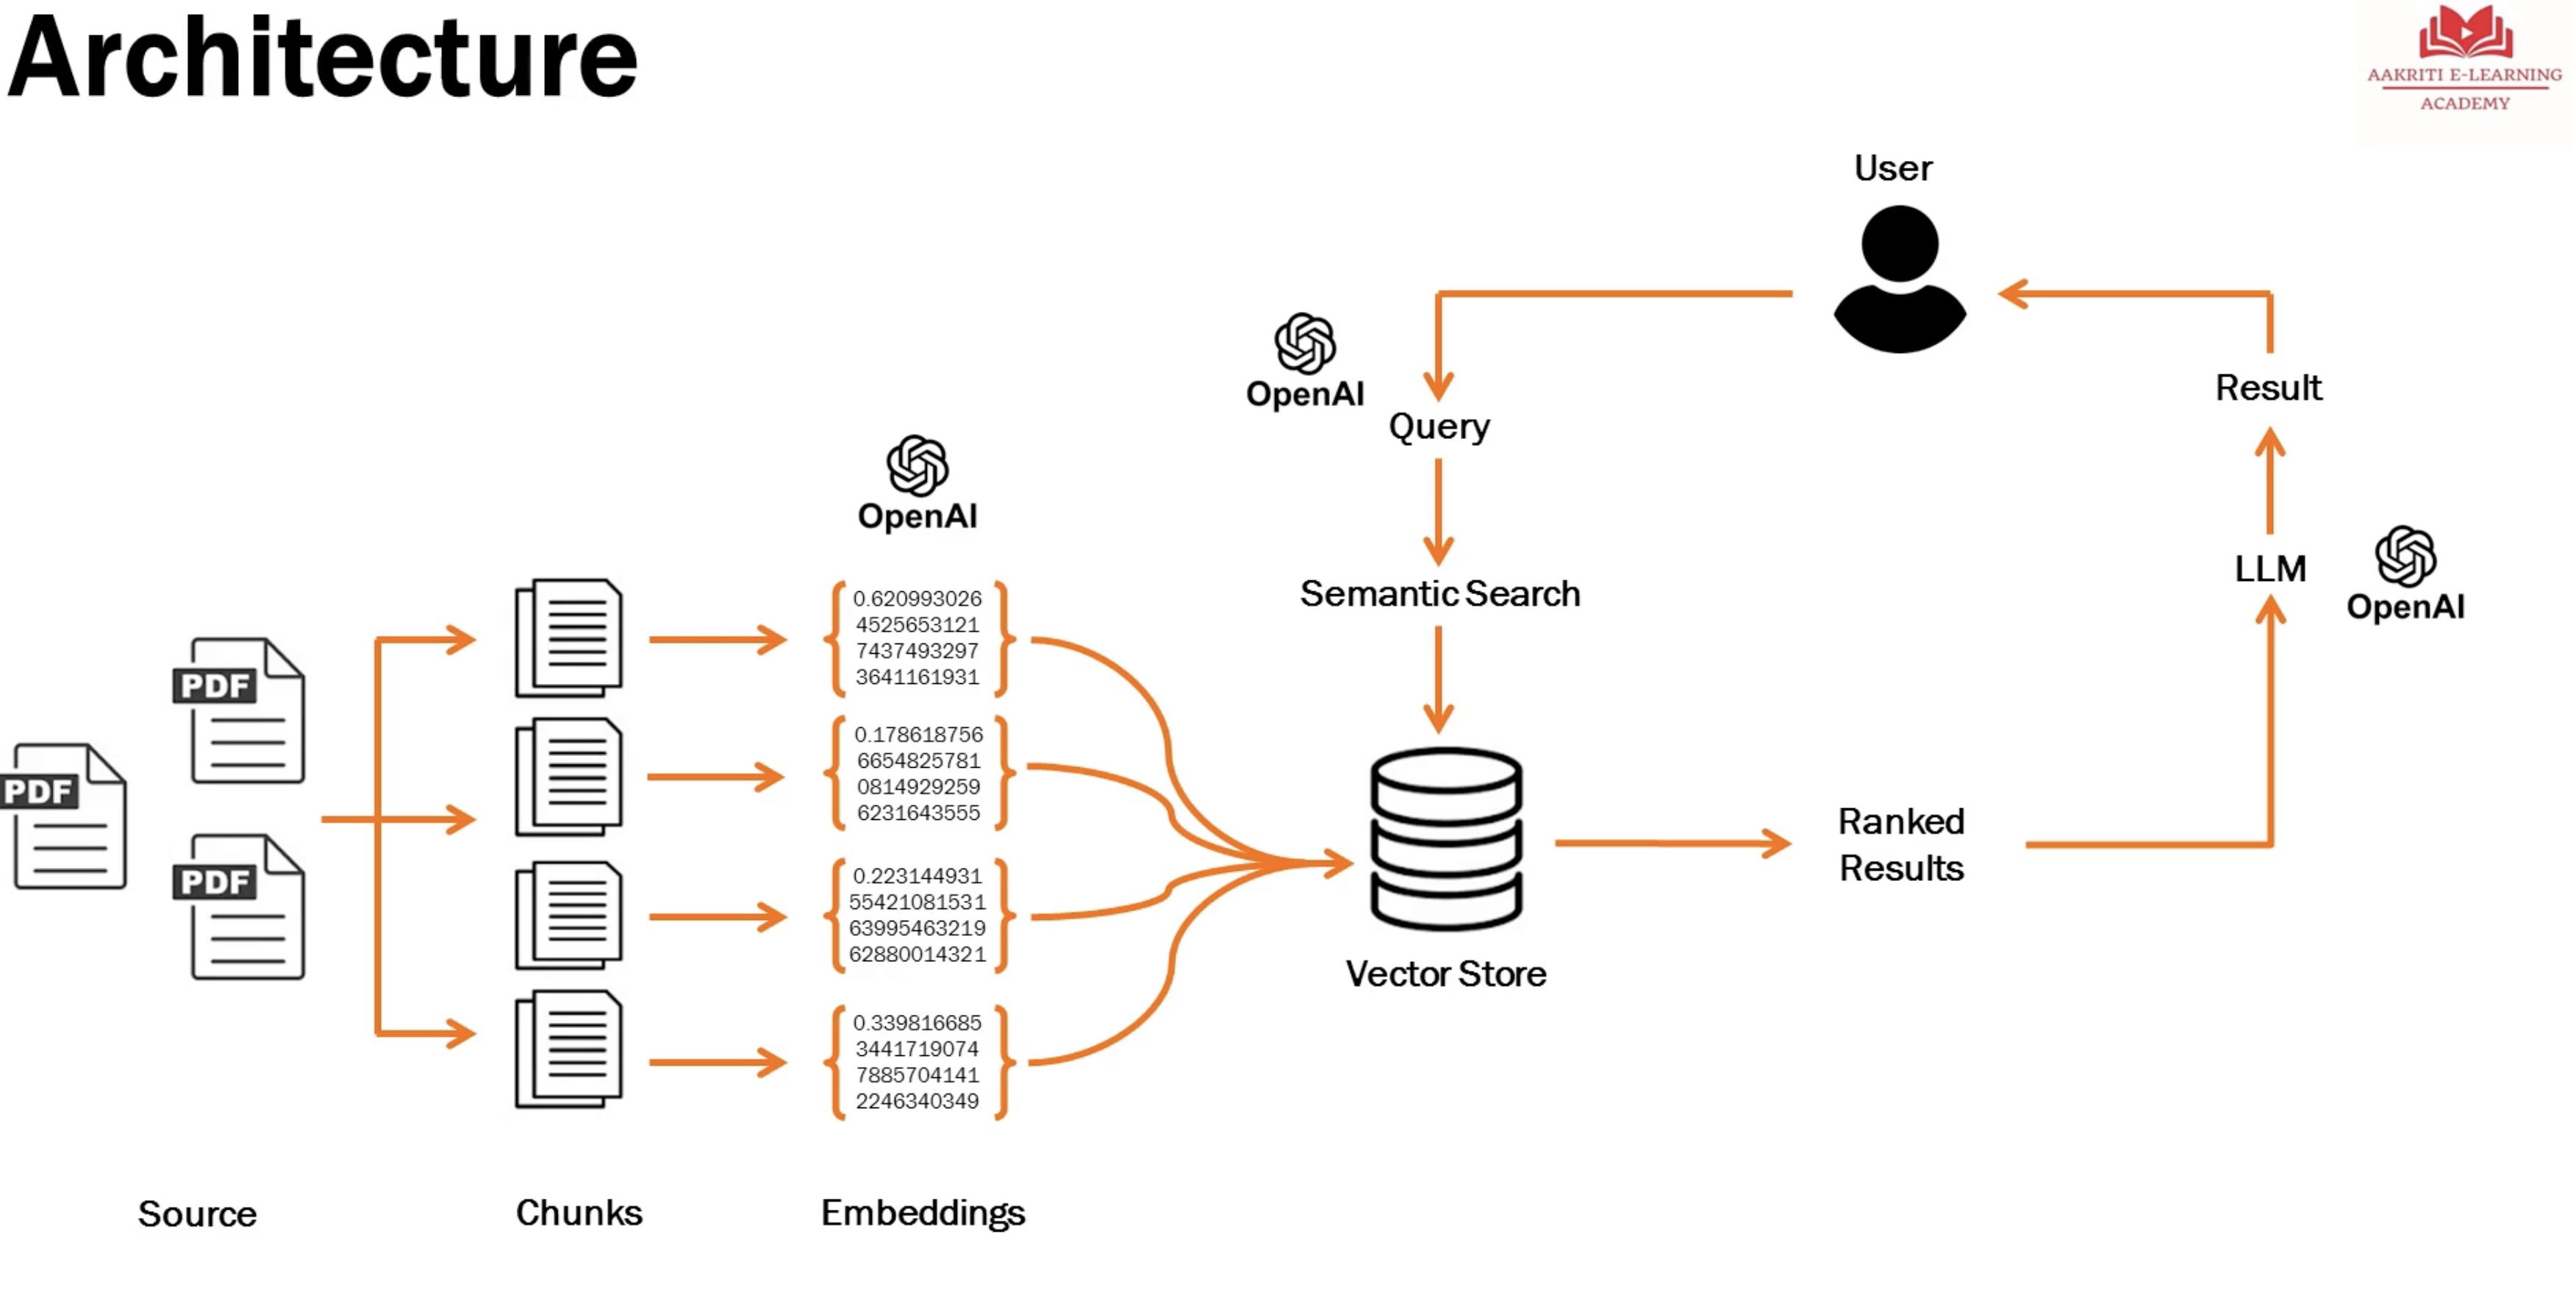 Architecture
AAKRITI E-LEARNING
ACADEMY
User
OpenAI
Query
Result
OpenAI
Semantic Search
LLM
OpenAI
PDF
PDF
PDF
0.620993026
4525653121
7437493297
3641161931
0.178618756
6654825781
0814929259
6231643555
0.223144931
55421081531
63995463219
62880014321
0.339816685
3441719074
7885704141
2246340349
Vector Store
Ranked
Results
Source
Chunks
Embeddings